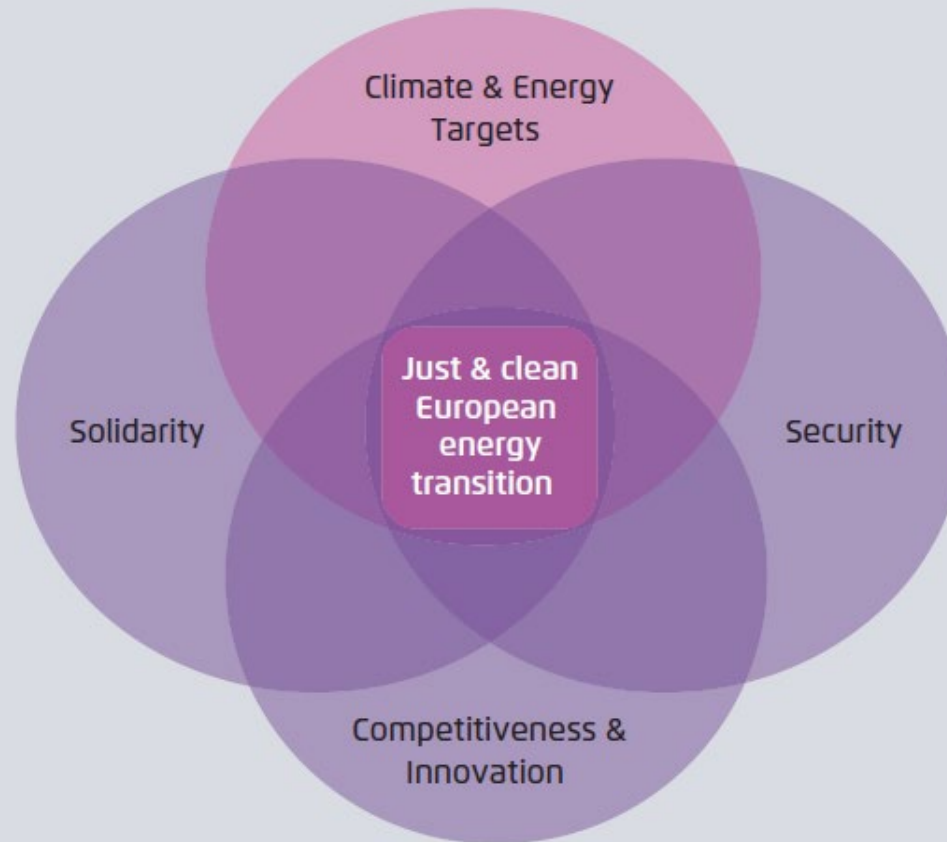 Climate & Energy
Targets
Just & clean
European
energy
transition
Solidarity
Security
Competitiveness &
Innovation